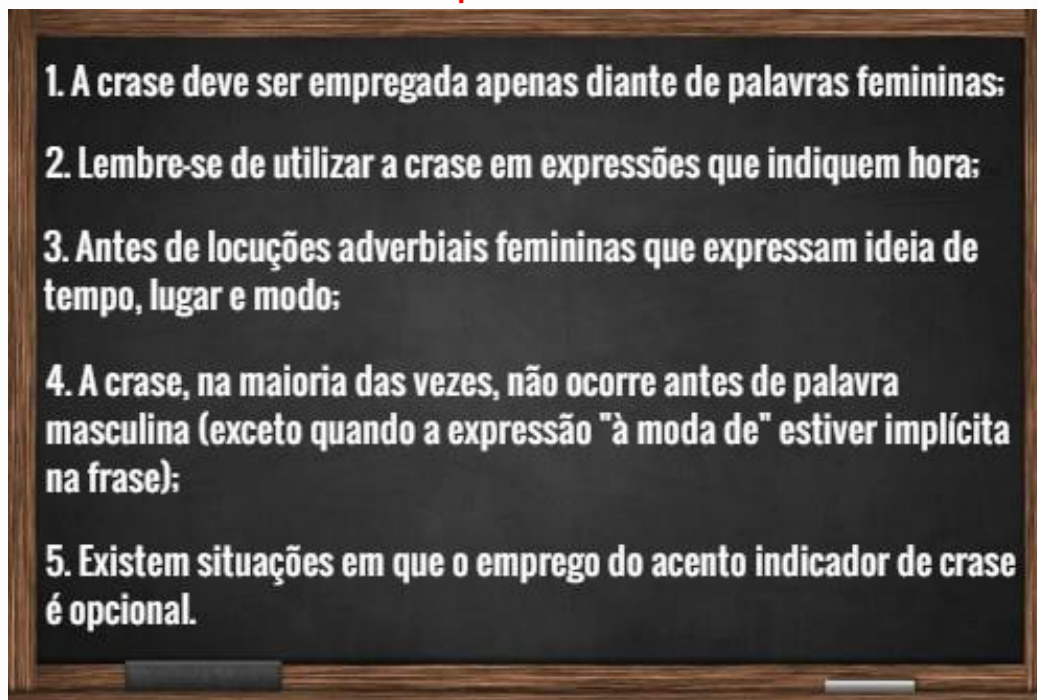 1. A crase deve ser empregada apenas diante de palavras femininas;
2. Lembre-se de utilizar a crase em expressões que indiquem hora;
3. Antes de locuções adverbiais femininas que expressam ideia de
tempo, lugar e modo;
4. A crase, na maioria das vezes, não ocorre antes de palavra
masculina (exceto quando a expressão "à moda de" estiver implícita
na frase);
5. Existem situações em que o emprego do acento indicador de crase
é opcional.